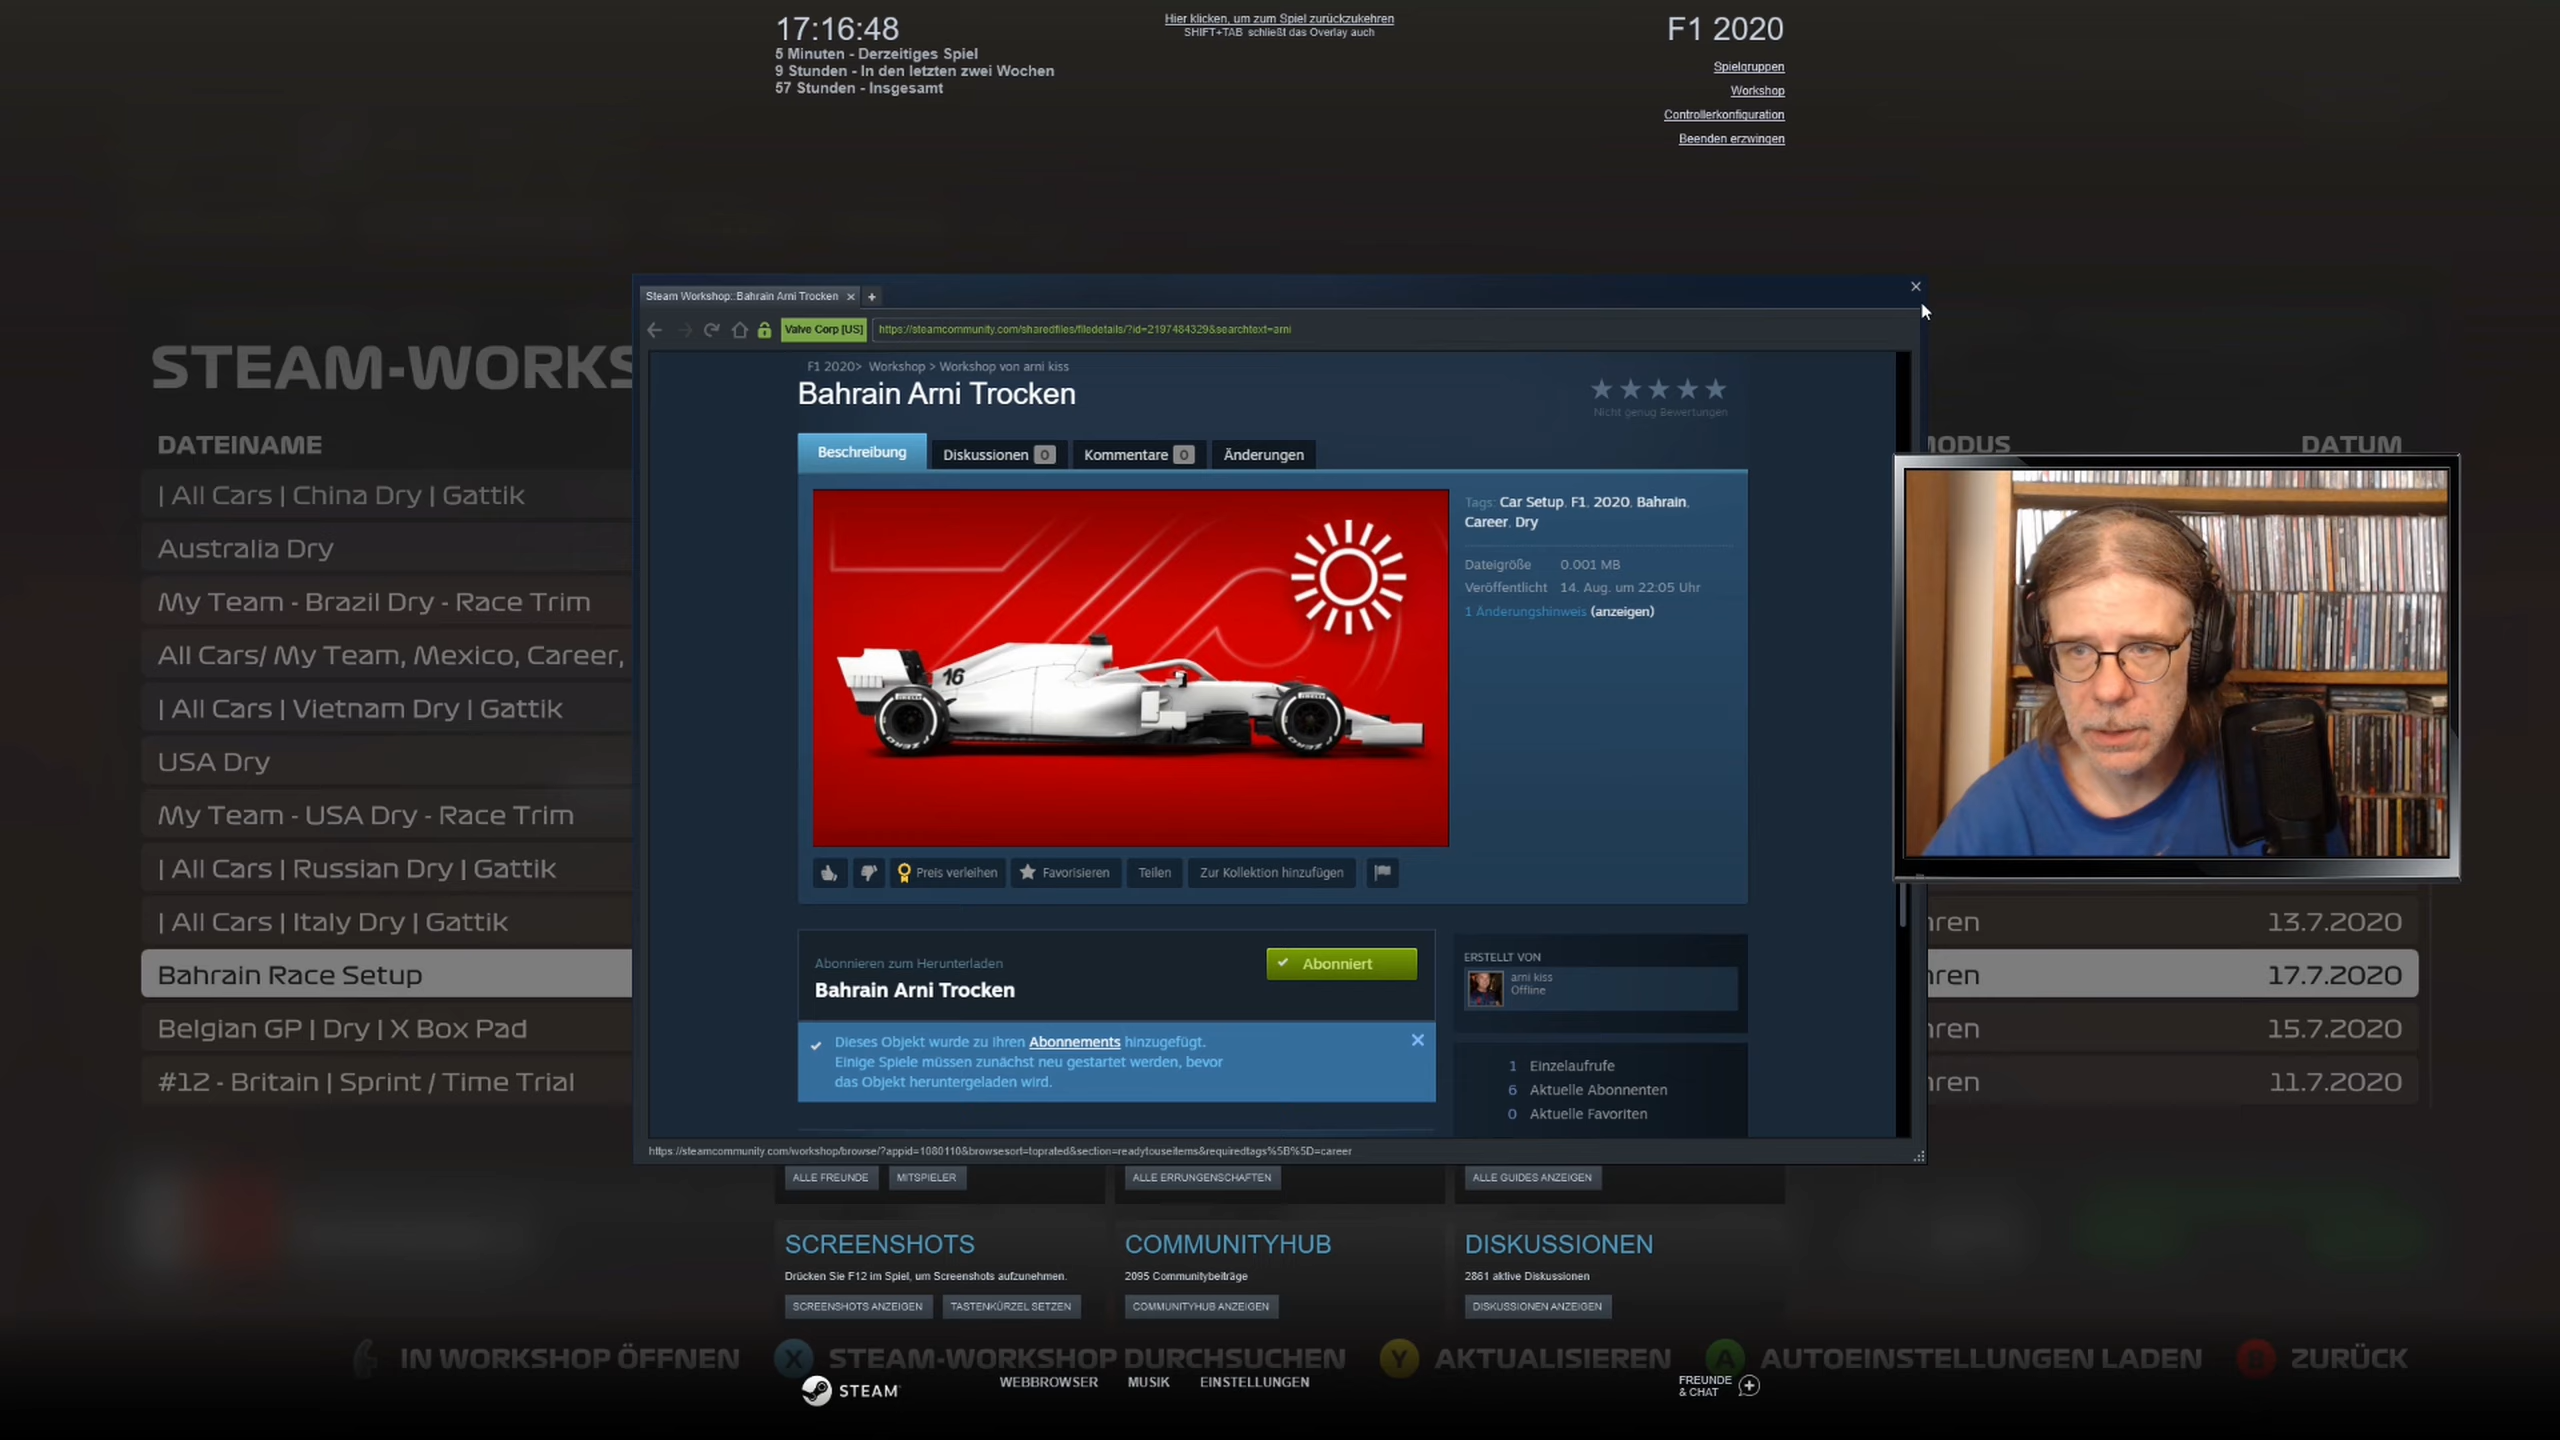 17:16:48
5 Minuten - Derzeitiges Spiel
9 Stunden - In den letzten zwei Wochen
57 Stunden - Insgesamt
Hier klicken, um zum Spiel zurückzukehren
SHIFT+TAB schließt das Overlay auch
F1 2020
Spielgruppen
Workshop
Controllerkonfiguration
Beenden erzwingen
STEAM-WORKS
DATEINAME
| All Cars | China Dry | Gattik
Australia Dry
My Team - Brazil Dry - Race Trim
All Cars/ My Team, Mexico, Career,
| All Cars | Vietnam Dry | Gattik
USA Dry
My Team - USA Dry - Race Trim
| All Cars | Russian Dry | Gattik
| All Cars | Italy Dry | Gattik
Bahrain Race Setup
Belgian GP | Dry | X Box Pad
#12 - Britain | Sprint / Time Trial
Steam Workshop::Bahrain Arni Trocken
Valve Corp [US]
https://steamcommunity.com/sharedfiles/filedetails/?id=2197484329&searchtext=arni
F1 2020> Workshop > Workshop von arni kiss
Bahrain Arni Trocken
Nicht genug Bewertungen
Beschreibung
Diskussionen 0
Kommentare 0
Änderungen
16
P ZERO
P ZERO
Tags: Car Setup, F1, 2020, Bahrain,
Career, Dry
Dateigröße 0.001 MB
Veröffentlicht 14. Aug. um 22:05 Uhr
1 Änderungshinweis (anzeigen)
Preis verleihen
Favorisieren
Teilen
Zur Kollektion hinzufügen
Abonnieren zum Herunterladen
Bahrain Arni Trocken
Abonniert
Dieses Objekt wurde zu Ihren Abonnements hinzugefügt.
Einige Spiele müssen zunächst neu gestartet werden, bevor
das Objekt heruntergeladen wird.
ERSTELLT VON
arni kiss
Offline
1 Einzelaufrufe
6 Aktuelle Abonnenten
0 Aktuelle Favoriten
https://steamcommunity.com/workshop/browse/?appid=1080110&browsesort=toprated&section=readytouseitems&requiredtags%5B%5D=career
MODUS
DATUM
hren 13.7.2020
hren 17.7.2020
hren 15.7.2020
hren 11.7.2020
ALLE FREUNDE
MITSPIELER
ALLE ERRUNGENSCHAFTEN
ALLE GUIDES ANZEIGEN
SCREENSHOTS
Drücken Sie F12 im Spiel, um Screenshots aufzunehmen.
SCREENSHOTS ANZEIGEN
TASTENKÜRZEL SETZEN
COMMUNITYHUB
2095 Communitybeiträge
COMMUNITYHUB ANZEIGEN
DISKUSSIONEN
2861 aktive Diskussionen
DISKUSSIONEN ANZEIGEN
IN WORKSHOP ÖFFNEN
X STEAM-WORKSHOP DURCHSUCHEN
Y AKTUALISIEREN
A AUTOEINSTELLUNGEN LADEN
B ZURÜCK
STEAM
WEBBROWSER
MUSIK
EINSTELLUNGEN
FREUNDE
& CHAT